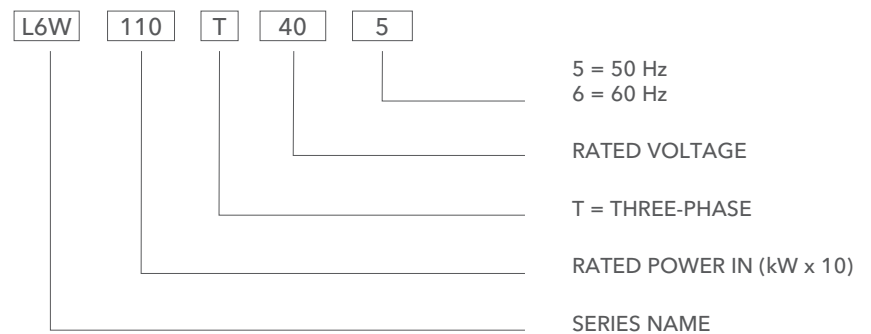 L6W 110 T 40 5
5 = 50 Hz
6 = 60 Hz
RATED VOLTAGE
T = THREE-PHASE
RATED POWER IN (kW x 10)
SERIES NAME